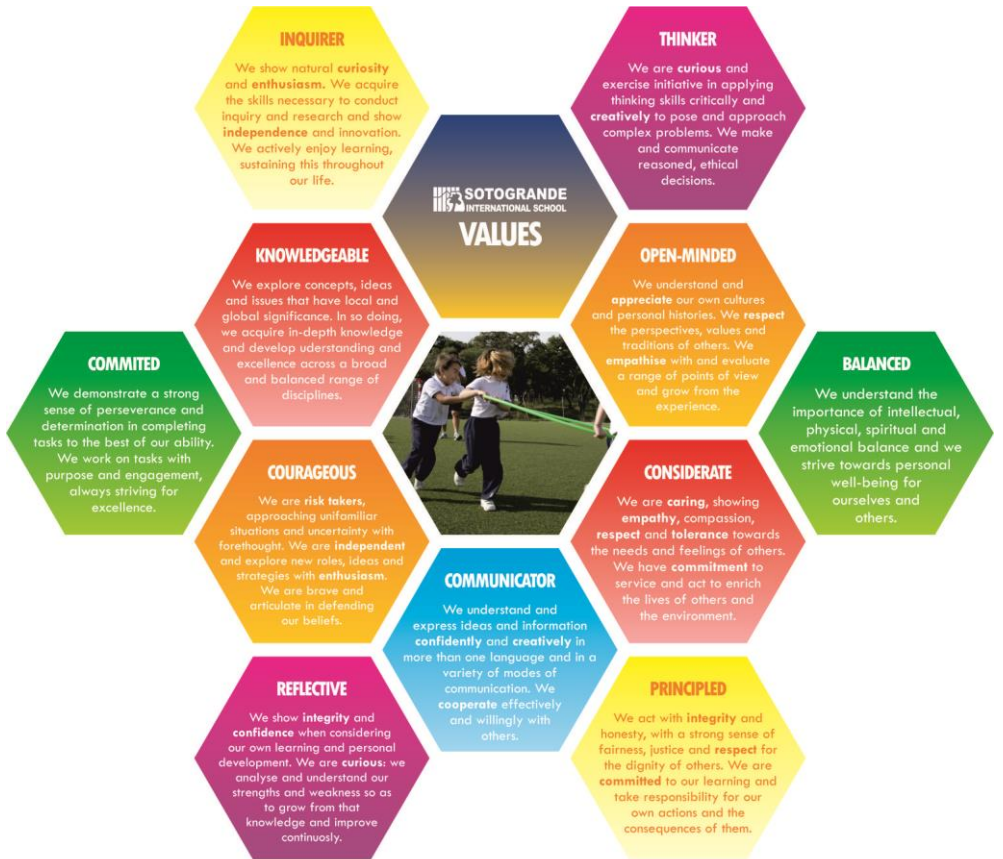 INQUIRER
We show natural curiosity
and enthusiasm. We acquire
the skills necessary to conduct
inquiry and research and show
independence and innovation.
We actively enjoy learning,
sustaining this throughout
our life.
THINKER
We are curious and
exercise initiative in applying
thinking skills critically and
creatively to pose and approach
complex problems. We make
and communicate
reasoned, ethical
decisions.
SOTOGRANDE
INTERNATIONAL SCHOOL
VALUES
KNOWLEDGEABLE
We explore concepts, ideas
and issues that have local and
global significance. In so doing,
we acquire in-depth knowledge
and develop uderstanding and
excellence across a broad
and balanced range of
disciplines.
OPEN-MINDED
We understand and
appreciate our own cultures
and personal histories. We respect
the perspectives, values and
traditions of others. We
empathise with and evaluate
a range of points of view
and grow from the
experience.
COMMITED
We demonstrate a strong
sense of perseverance and
determination in completing
tasks to the best of our ability.
We work on tasks with
purpose and engagement,
always striving for
excellence.
BALANCED
We understand the
importance of intellectual,
physical, spiritual and
emotional balance and we
strive towards personal
well-being for
ourselves and
others.
COURAGEOUS
We are risk takers,
approaching unifamiliar
situations and uncertainty with
forethought. We are independent
and explore new roles, ideas and
strategies with enthusiasm.
We are brave and
articulate in defending
our beliefs.
CONSIDERATE
We are caring, showing
empathy, compassion,
respect and tolerance towards
the needs and feelings of others.
We have commitment to
service and act to enrich
the lives of others and
the environment.
COMMUNICATOR
We understand and
express ideas and information
confidently and creatively in
more than one language and in a
variety of modes of
communication. We
cooperate effectively
and willingly with
others.
REFLECTIVE
We show integrity and
confidence when considering
our own learning and personal
development. We are curious: we
analyse and understand our
strengths and weakness so as
to grow from that
knowledge and improve
continuosly.
PRINCIPLED
We act with integrity and
honesty, with a strong sense of
fairness, justice and respect for
the dignity of others. We are
committed to our learning and
take responsibility for our
own actions and the
consequences of them.